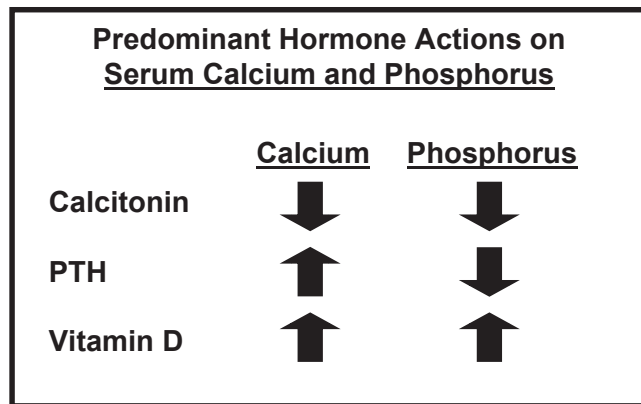 Predominant Hormone Actions on
Serum Calcium and Phosphorus
Calcium Phosphorus
Calcitonin
PTH
Vitamin D